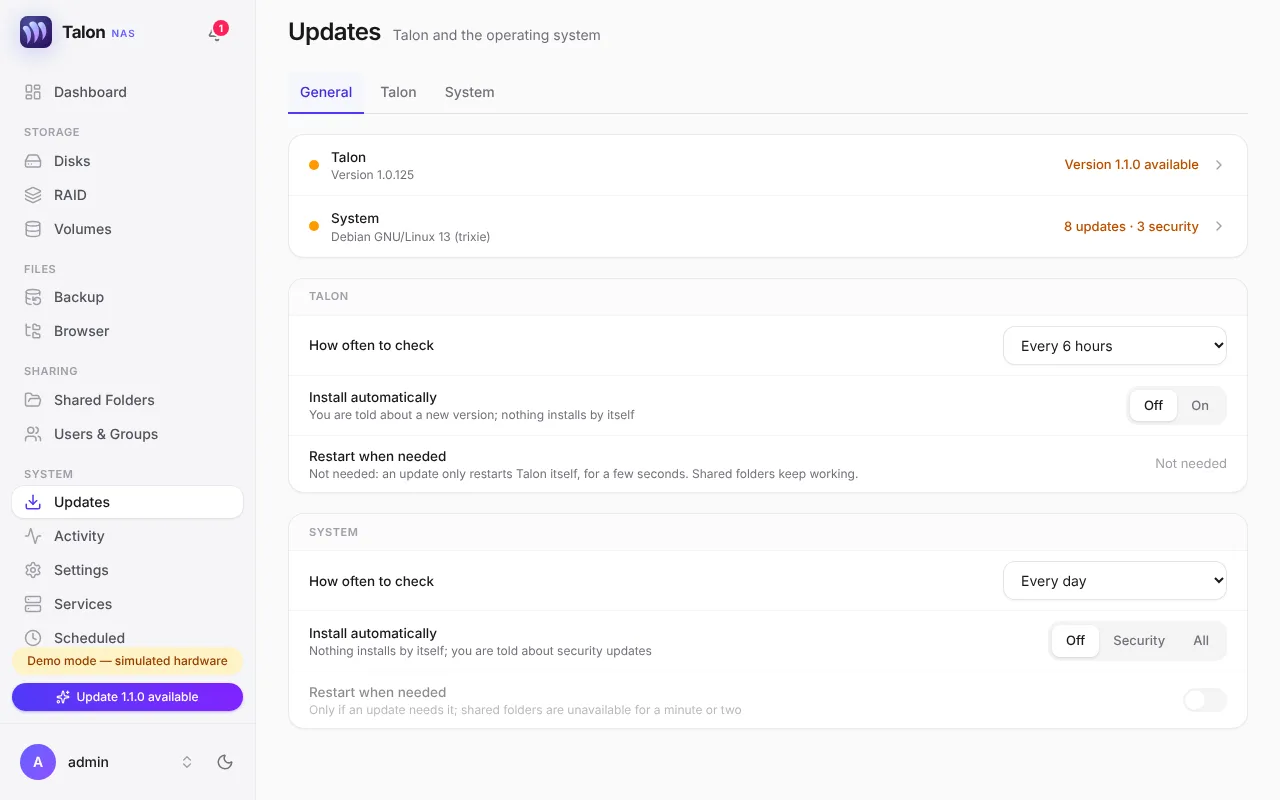 Talon NAS
1
Dashboard
STORAGE
Disks
RAID
Volumes
FILES
Backup
Browser
SHARING
Shared Folders
Users & Groups
SYSTEM
Updates
Activity
Settings
Services
Scheduled
Demo mode — simulated hardware
Update 1.1.0 available
A admin
Updates Talon and the operating system
General Talon System
Talon
Version 1.0.125
Version 1.1.0 available
System
Debian GNU/Linux 13 (trixie)
8 updates · 3 security
TALON
How often to check
Every 6 hours
Install automatically
You are told about a new version; nothing installs by itself
Off On
Restart when needed
Not needed: an update only restarts Talon itself, for a few seconds. Shared folders keep working.
Not needed
SYSTEM
How often to check
Every day
Install automatically
Nothing installs by itself; you are told about security updates
Off Security All
Restart when needed
Only if an update needs it; shared folders are unavailable for a minute or two